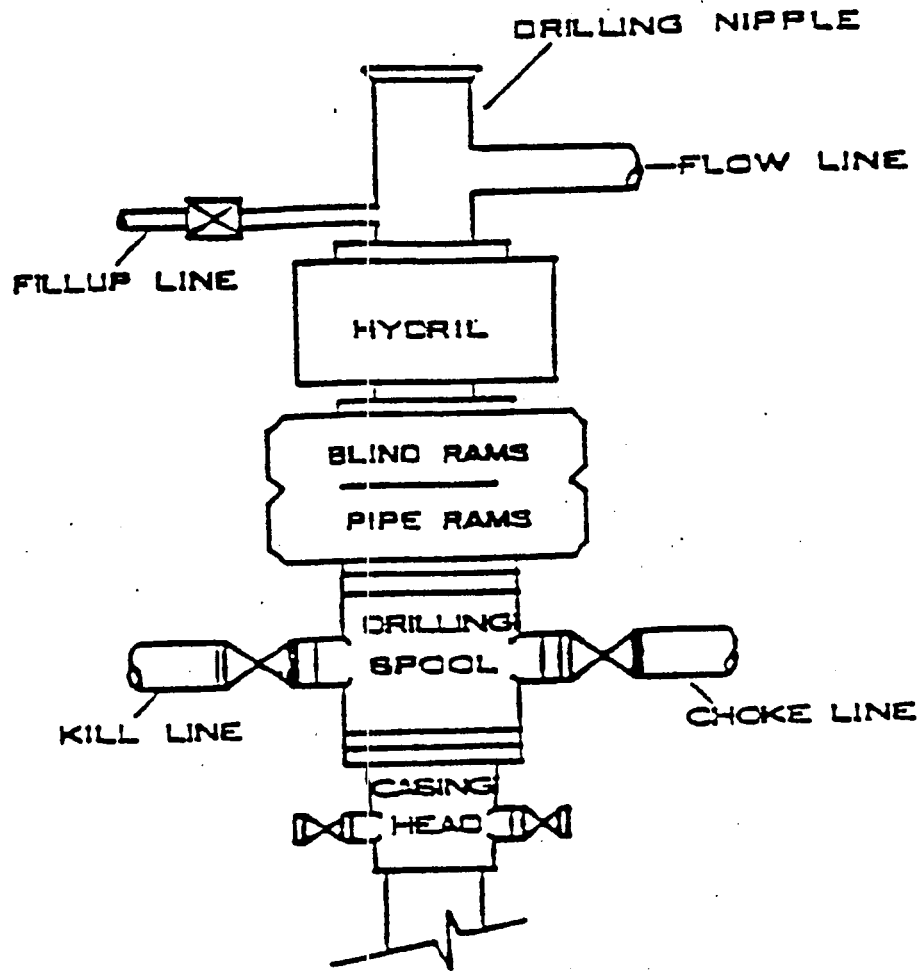 DRILLING NIPPLE
FLOW LINE
FILLUP LINE
HYDRIL
BLIND RAMS
PIPE RAMS
DRILLING
SPOOL
KILL LINE
CHOKE LINE
CASING
HEAD